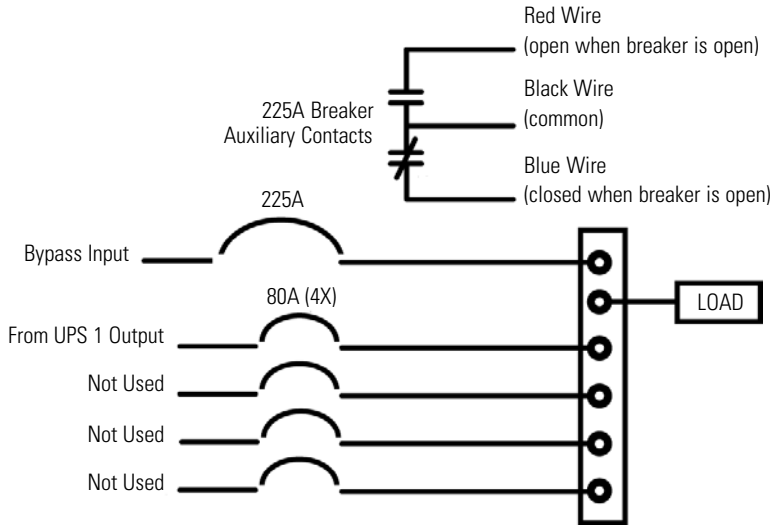 Red Wire
(open when breaker is open)
225A Breaker
Auxiliary Contacts
Black Wire
(common)
Blue Wire
(closed when breaker is open)
225A
Bypass Input
80A (4X)
LOAD
From UPS 1 Output
Not Used
Not Used
Not Used